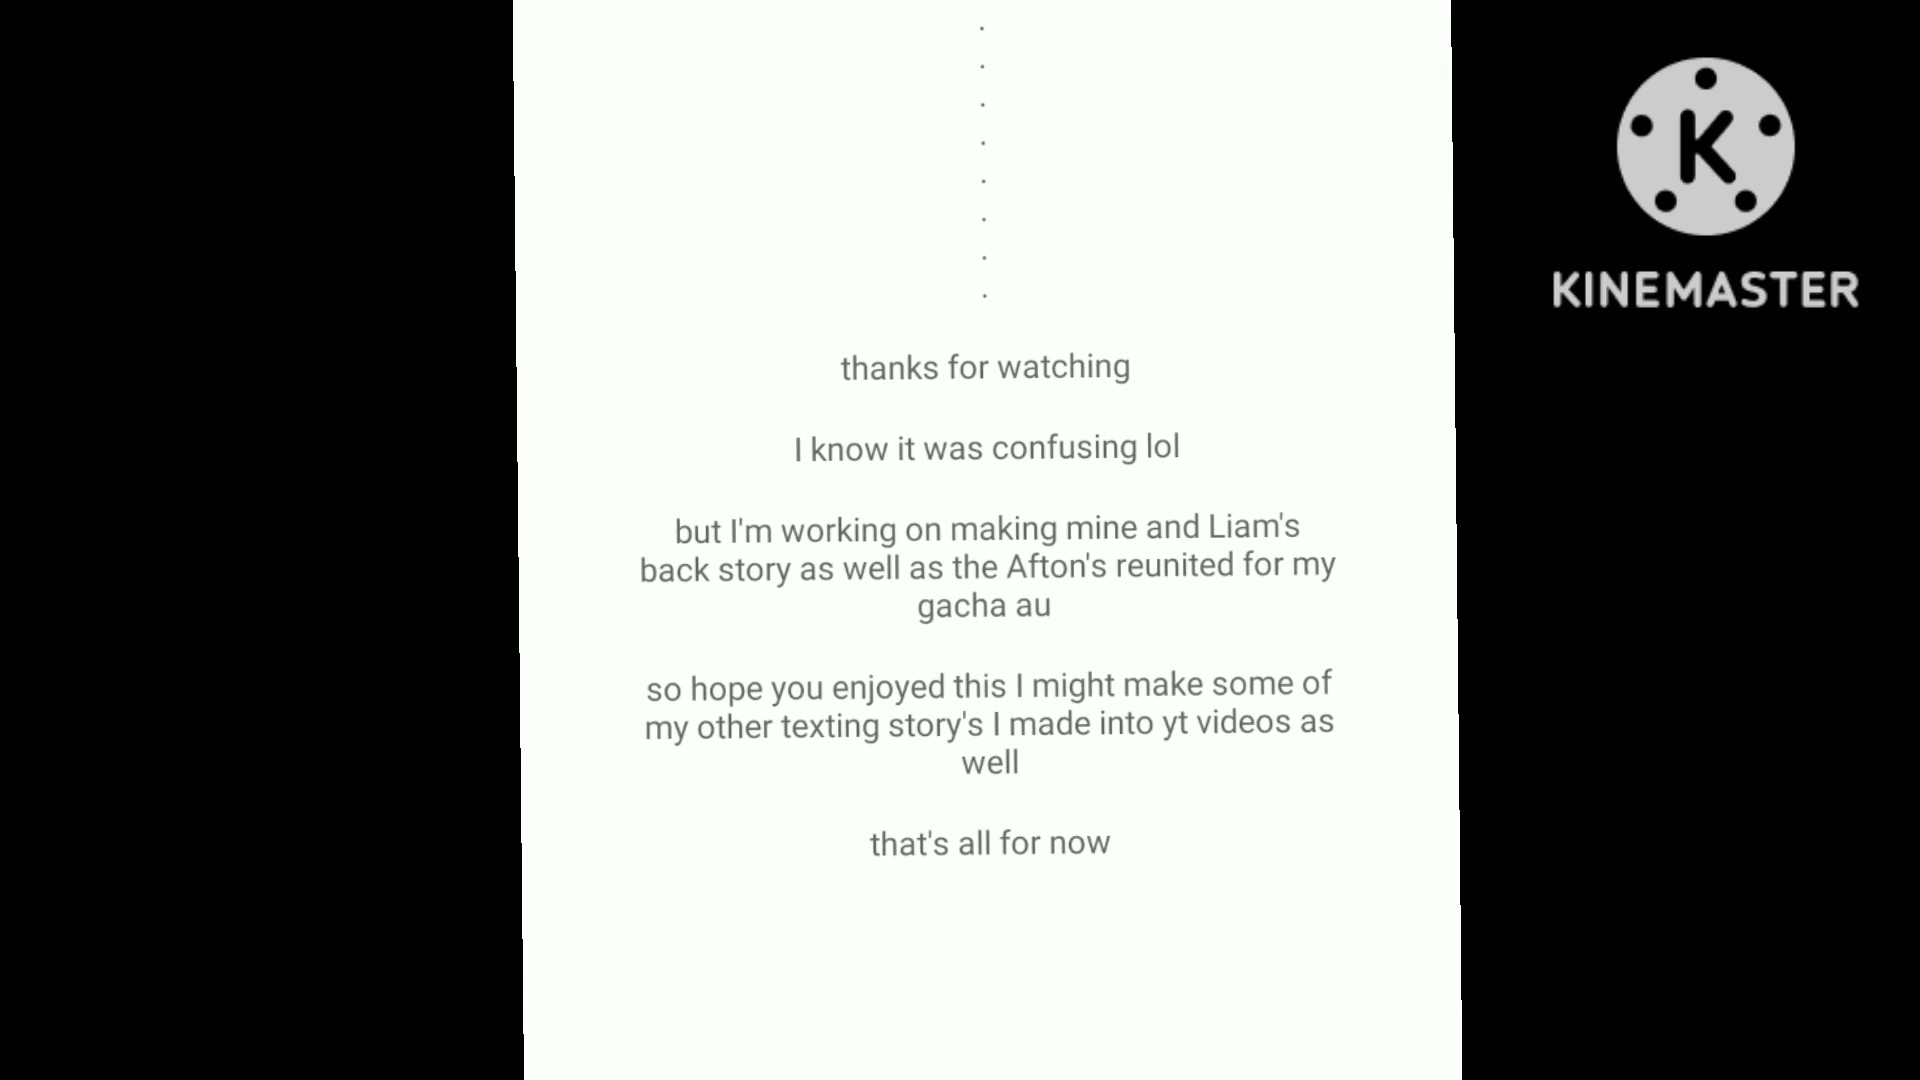 .
.
.
.
.
.
.
.
thanks for watching
I know it was confusing lol
but I'm working on making mine and Liam's
back story as well as the Afton's reunited for my
gacha au
so hope you enjoyed this I might make some of
my other texting story's I made into yt videos as
well
that's all for now
K
KINEMASTER